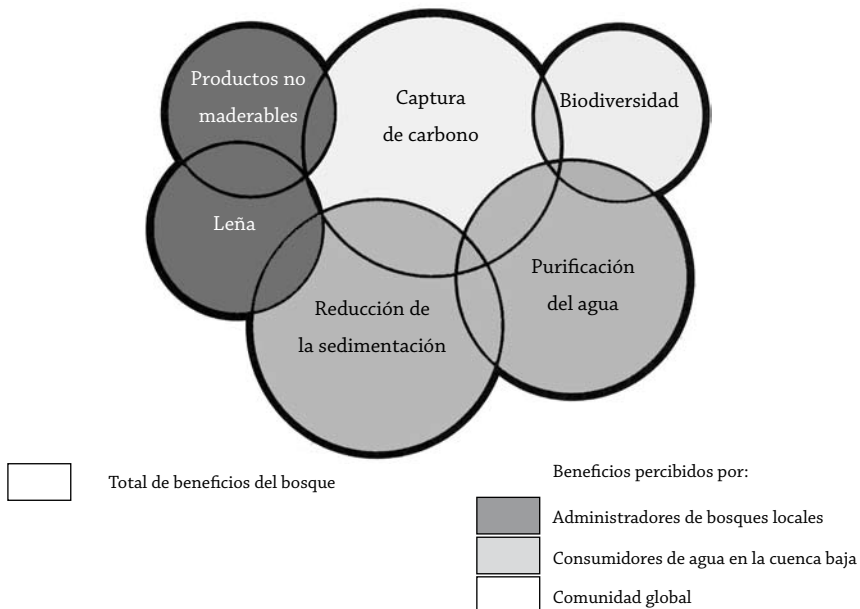 Productos no
maderables
Captura
de carbono
Biodiversidad
Leña
Purificación
del agua
Reducción de
la sedimentación
Total de beneficios del bosque
Beneficios percibidos por:
Administradores de bosques locales
Consumidores de agua en la cuenca baja
Comunidad global